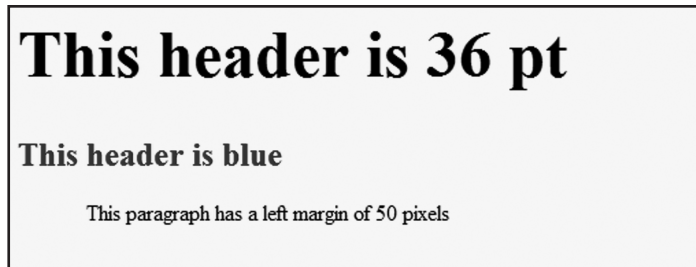 This header is 36 pt
This header is blue
This paragraph has a left margin of 50 pixels